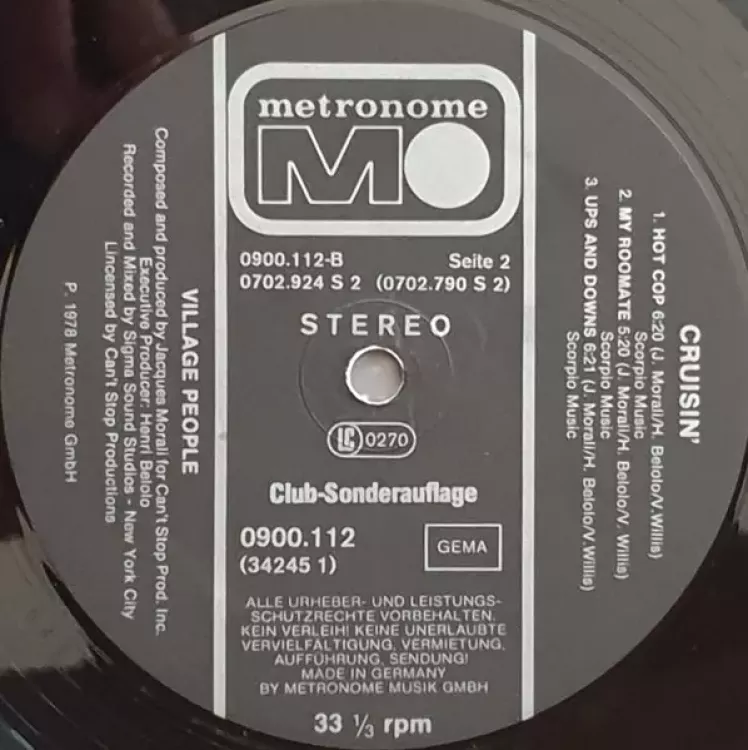 metronome
MO
0900.112-B Seite 2
0702.924 S 2 (0702.790 S 2)
STEREO
LC 0270
Club-Sonderauflage
0900.112
(34245 1)
GEMA
ALLE URHEBER- UND LEISTUNGS-
SCHUTZRECHTE VORBEHALTEN.
KEIN VERLEIH! KEINE UNERLAUBTE
VERVIELFÄLTIGUNG, VERMIETUNG,
AUFFÜHRUNG, SENDUNG!
MADE IN GERMANY
BY METRONOME MUSIK GMBH
33 ⅓ rpm
CRUISIN'
1. HOT COP 6:20 (J. Morali/H. Belolo/V.Willis)
Scorpio Music
2. MY ROOMATE 5:20 (J. Morali/H. Belolo/V. Willis)
Scorpio Music
3. UPS AND DOWNS 6:21 (J. Morali/H. Belolo/V.Willis)
Scorpio Music
VILLAGE PEOPLE
Composed and produced by Jacques Morali for Can't Stop Prod. Inc.
Executive Producer: Henri Belolo
Recorded and Mixed by Sigma Sound Studios - New York City
Lincensed by Can't Stop Productions
P. 1978 Metronome GmbH